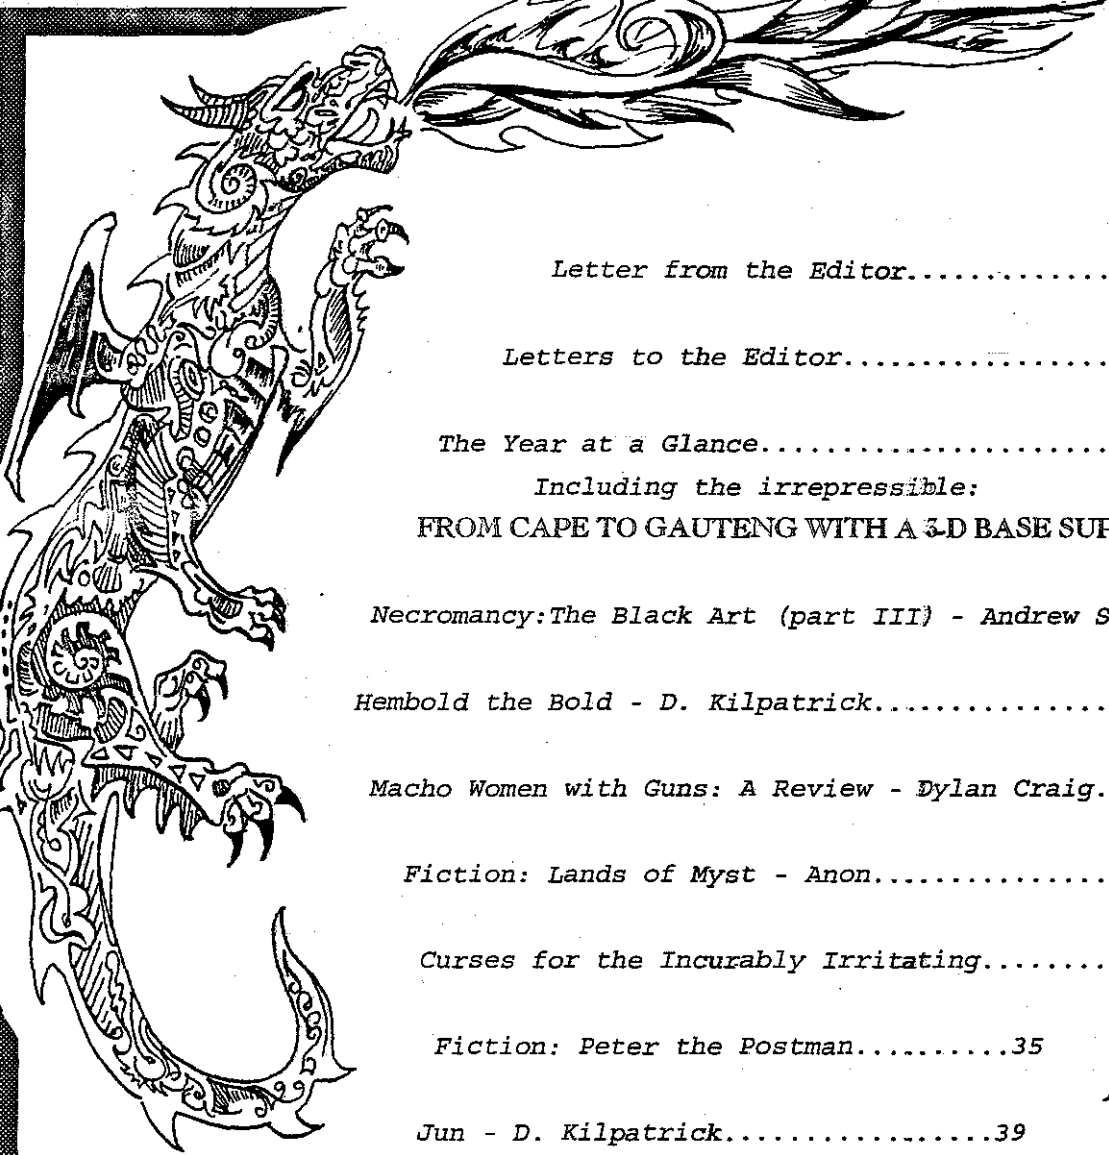 Letter from the Editor..............
Letters to the Editor.................
The Year at a Glance......................
Including the irrepressible:
FROM CAPE TO GAUTENG WITH A 3-D BASE
Necromancy:The Black Art (part III) - Andrew
Hembold the Bold - D. Kilpatrick...............
Macho Women with Guns: A Review - Dylan Craig.
Fiction: Lands of Myst - Anon...............
Curses for the Incurably Irritating........
Fiction: Peter the Postman..........35
Jun - D. Kilpatrick.................39